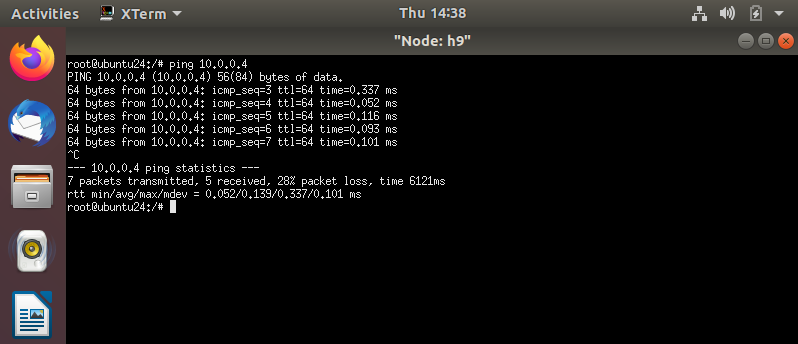 Activities XTerm Thu 14:38
"Node: h9"
root@ubuntu24:/# ping 10.0.0.4
PING 10.0.0.4 (10.0.0.4) 56(84) bytes of data.
64 bytes from 10.0.0.4: icmp_seq=3 ttl=64 time=0.337 ms
64 bytes from 10.0.0.4: icmp_seq=4 ttl=64 time=0.052 ms
64 bytes from 10.0.0.4: icmp_seq=5 ttl=64 time=0.116 ms
64 bytes from 10.0.0.4: icmp_seq=6 ttl=64 time=0.093 ms
64 bytes from 10.0.0.4: icmp_seq=7 ttl=64 time=0.101 ms
^C
--- 10.0.0.4 ping statistics ---
7 packets transmitted, 5 received, 28% packet loss, time 6121ms
rtt min/avg/max/mdev = 0.052/0.139/0.337/0.101 ms
root@ubuntu24:/#